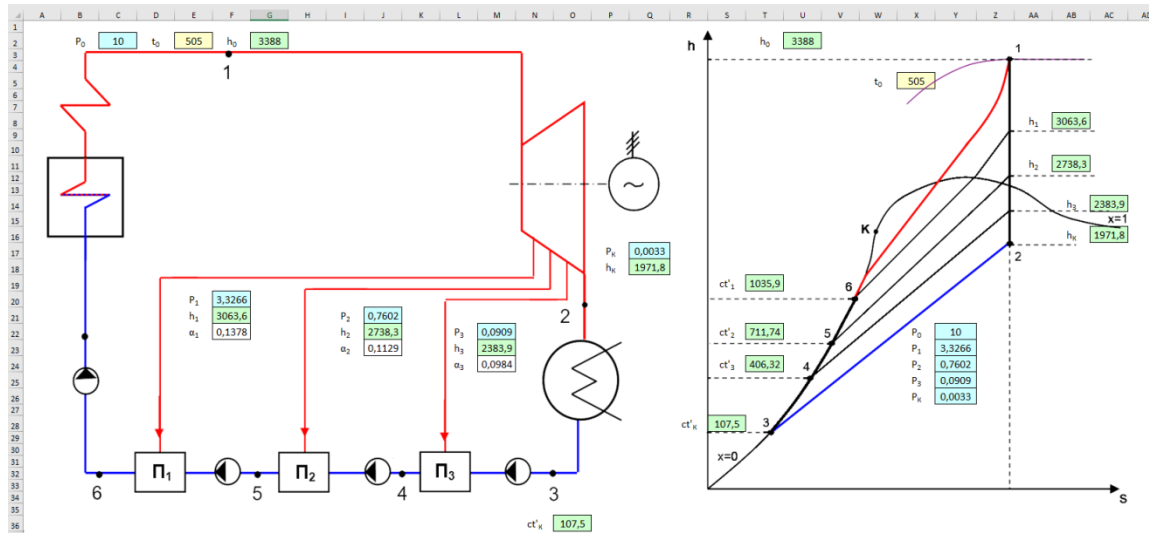 A B C D E F G H I J K L M N O P Q R S T U V W X Y Z AA AB AC AD
1
2
3
4
5
6
7
8
9
10
11
12
13
14
15
16
17
18
19
20
21
22
23
24
25
26
27
28
29
30
31
32
33
34
35
36
P₀ 10 t₀ 505 h₀ 3388
1
~
Pк 0,0033
hк 1971,8
2
P₁ 3,3266
h₁ 3063,6
α₁ 0,1378
P₂ 0,7602
h₂ 2738,3
α₂ 0,1129
P₃ 0,0909
h₃ 2383,9
α₃ 0,0984
П₁ П₂ П₃
6 5 4 3
ct'к 107,5
h h₀ 3388
1
t₀ 505
h₁ 3063,6
h₂ 2738,3
h₃ 2383,9
x=1
K
hк 1971,8
2
ct'₁ 1035,9
6
ct'₂ 711,74
5
ct'₃ 406,32
4
P₀ 10
P₁ 3,3266
P₂ 0,7602
P₃ 0,0909
Pк 0,0033
ct'к 107,5
3
x=0
S